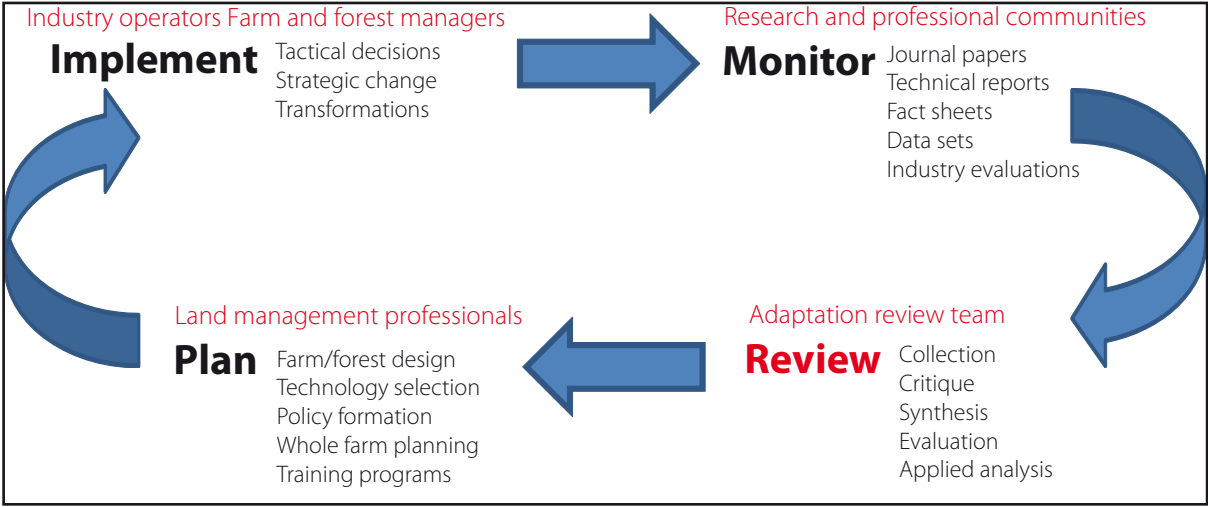 Industry operators Farm and forest managers
Implement
Tactical decisions
Strategic change
Transformations
Research and professional communities
Monitor
Journal papers
Technical reports
Fact sheets
Data sets
Industry evaluations
Land management professionals
Plan
Farm/forest design
Technology selection
Policy formation
Whole farm planning
Training programs
Adaptation review team
Review
Collection
Critique
Synthesis
Evaluation
Applied analysis